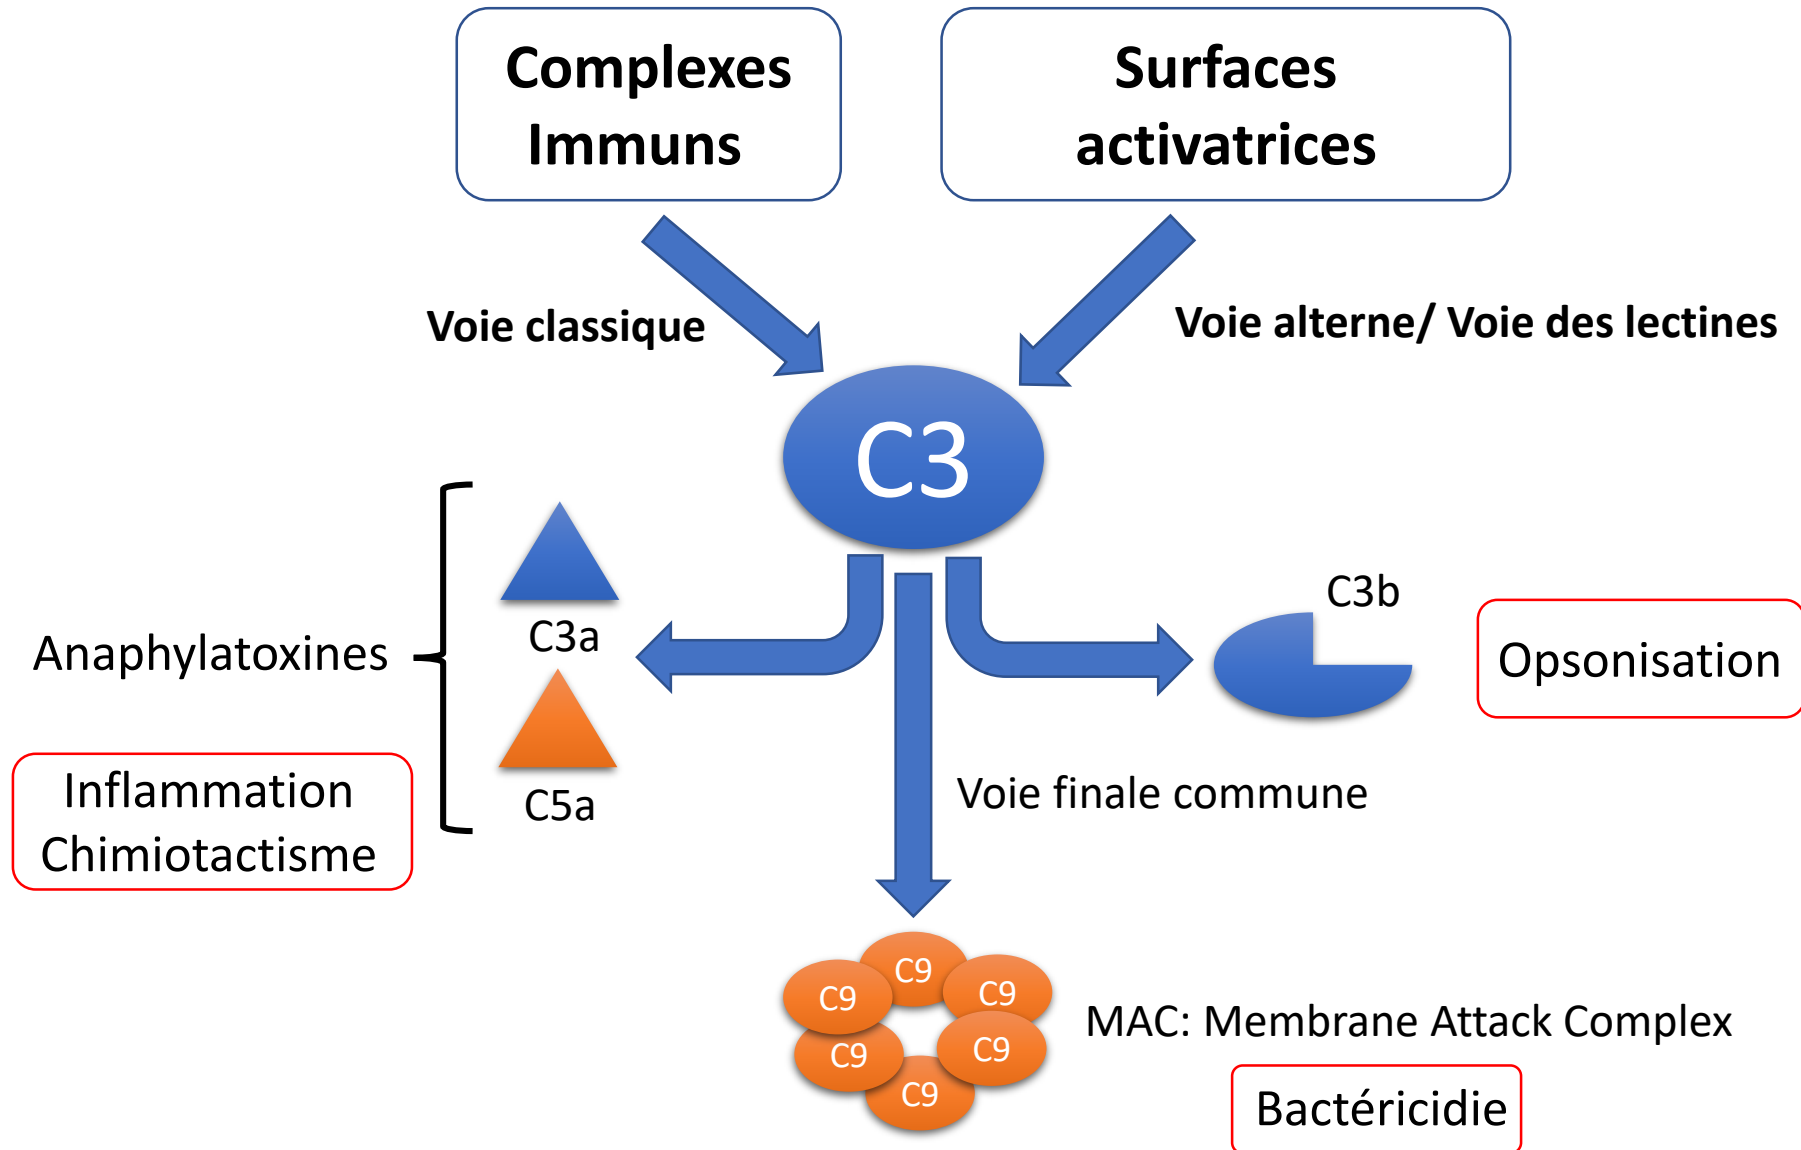 Complexes
Immuns
Surfaces
activatrices
Voie classique
Voie alterne/ Voie des lectines
C3
C3a
C3b
Anaphylatoxines
Opsonisation
C5a
Inflammation
Chimiotactisme
Voie finale commune
C9
C9
C9
C9
C9
C9
MAC: Membrane Attack Complex
Bactéricidie